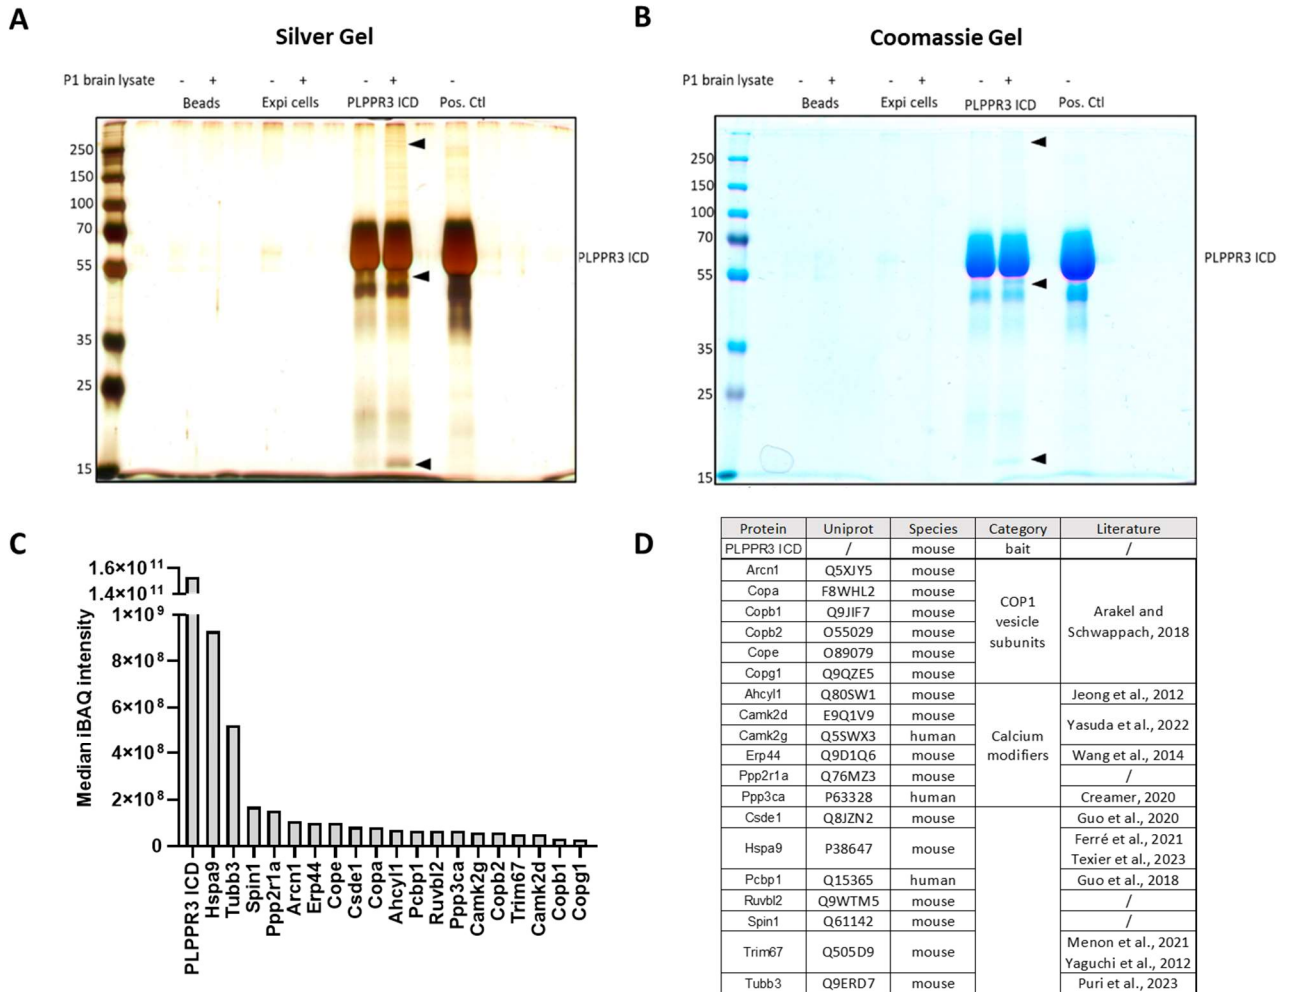 A
Silver Gel
P1 brain lysate - + - + - + -
Beads Expi cells PLPPR3 ICD Pos. Ctl
250
150
100
70
55
35
25
15
PLPPR3 ICD
B
Coomassie Gel
P1 brain lysate - + - + - + -
Beads Expi cells PLPPR3 ICD Pos. Ctl
250
150
100
70
55
35
25
15
PLPPR3 ICD
C
Median iBAQ intensity
1.6×10¹¹
1.4×10¹¹
1×10⁹
8×10⁸
6×10⁸
4×10⁸
2×10⁸
0
PLPPR3 ICD
Hspa9
Tubb3
Spin1
Ppp2r1a
Arcn1
Erp44
Cope
Csde1
Copa
Ahcyl1
Pcbp1
Ruvbl2
Ppp3ca
Camk2g
Copb2
Trim67
Camk2d
Copb1
Copg1
D
Protein Uniprot Species Category Literature
PLPPR3 ICD / mouse bait /
Arcn1 Q5XJY5 mouse
Copa F8WHL2 mouse
Copb1 Q9JIF7 mouse
Copb2 O55029 mouse
Cope O89079 mouse
Copg1 Q9QZE5 mouse
COP1
vesicle
subunits
Arakel and
Schwappach, 2018
Ahcyl1 Q80SW1 mouse Jeong et al., 2012
Camk2d E9Q1V9 mouse
Camk2g Q5SWX3 human
Yasuda et al., 2022
Calcium
modifiers
Erp44 Q9D1Q6 mouse Wang et al., 2014
Ppp2r1a Q76MZ3 mouse /
Ppp3ca P63328 human Creamer, 2020
Csde1 Q8JZN2 mouse Guo et al., 2020
Hspa9 P38647 mouse Ferré et al., 2021
Texier et al., 2023
Pcbp1 Q15365 human Guo et al., 2018
Ruvbl2 Q9WTM5 mouse /
Spin1 Q61142 mouse /
Trim67 Q505D9 mouse Menon et al., 2021
Yaguchi et al., 2012
Tubb3 Q9ERD7 mouse Puri et al., 2023